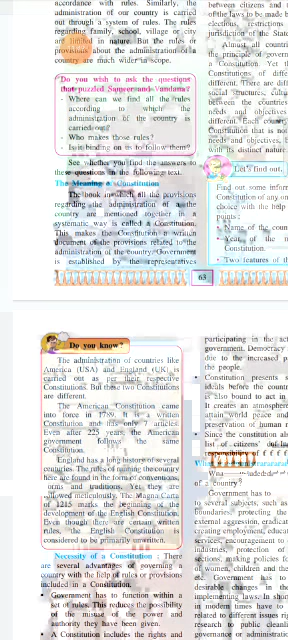 accordance with rules. Similarly, the
administration of our country is carried
out through a system of rules. The rules
regarding family, school, village or city
are limited in nature. But the rules or
provisions about the administration of a
country are much wider in scope.
Do you wish to ask the questions
that puzzled Sameer and Vandana?
- Where can we find all the rules
according to which the
administration of the country is
carried out?
- Who makes those rules?
- Is it binding on us to follow them?
See whether you find the answers to
these questions in the following text.
The Meaning of Constitution
The book in which all the provisions
regarding the administration of a the
country are mentioned together in a
systematic way is called a Constitution.
This makes the Constitution a written
document of the provisions related to the
administration of the country. Government
is established by the representatives
between citizens and t
of the laws to be made b
elections, restrictions
jurisdiction of the State
Almost all countri
the principle of govern
a Constitution. Yet th
Constitutions of differ
different. There are dif
social structures, cultu
between the countries
needs and objectives
different. Each country
Constitution that is
needs and objectives,
with its distinct nature.
Let's find out.
Find out some inform
Constitution of any on
choice with the help
points :
• Name of the coun
• Year of the
Constitution.
• Two features of t
63
Do you know?
The administration of countries like
America (USA) and England (UK) is
carried out as per their respective
Constitutions. But these two Constitutions
are different.
The American Constitution came
into force in 1789. It is a written
Constitution and has only 7 articles.
Even after 225 years, the American
government follows the same
Constitution.
England has a long history of several
centuries. The rules of running the country
here are found in the form of conventions,
norms and traditions. Yet they are
followed meticulously. The Magna Carta
of 1215 marks the beginning of the
development of the English Constitution.
Even though there are certain written
rules, the English Constitution is
considered to be primarily unwritten.
Necessity of a Constitution : There
are several advantages of governing a
country with the help of rules or provisions
included in a Constitution.
• Government has to function within a
set of rules. This reduces the possibility
of the misuse of the power and
authority they have been given.
• A Constitution includes the rights and
participating in the act
government. Democracy
due to the increased p
the people.
• Constitution presents s
ideals before the countri
is also bound to act in
It creates an atmospher
attain world peace and
preservation of human r
• Since the constitution a
list of citizens' duti
responsibility
of a country?
Government has to
to several subjects, such a
boundaries, protecting the
external aggression, eradicat
creating employment, educat
services, encouragement to
industries, protection of
sections, making policies fo
women, children and the
etc. Government has to
desired changes in the
implementing laws. In short
in modern times have to
related to different issues rig
research to public cleanli
governance or administratio